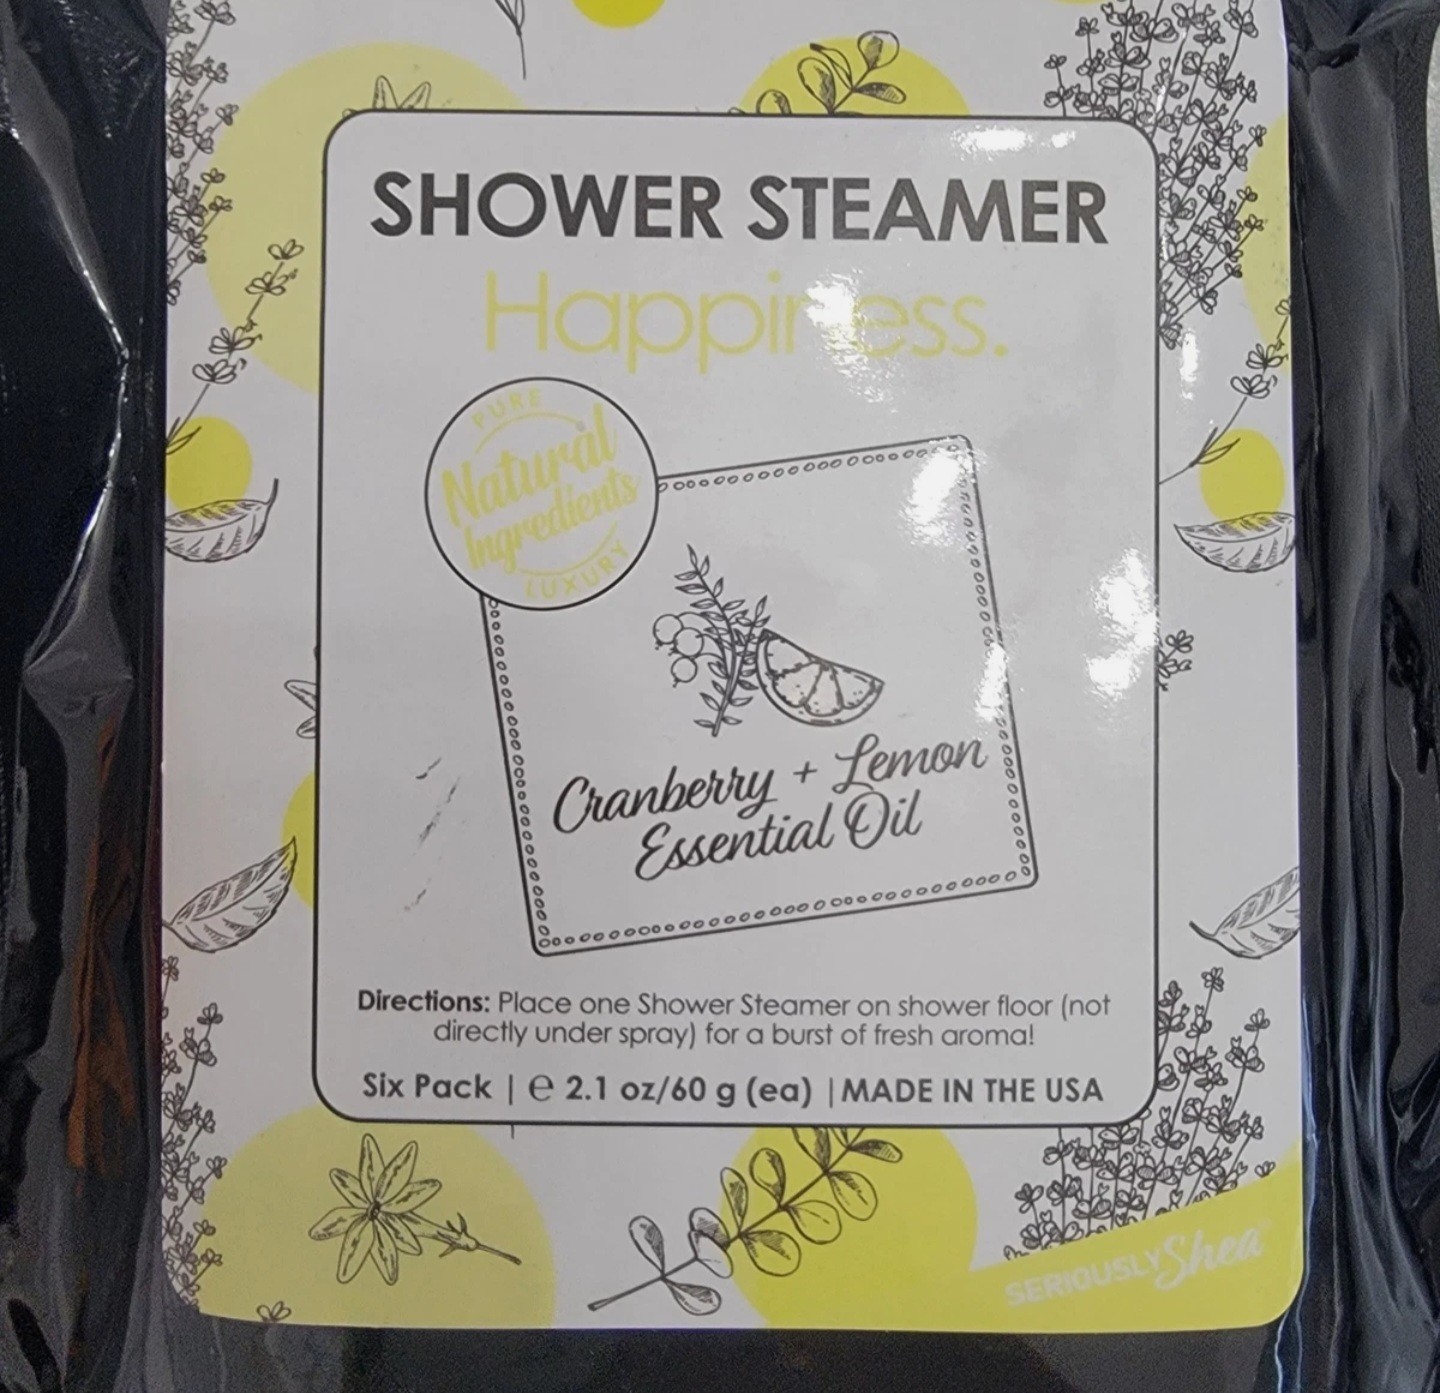 SHOWER STEAMER
Happiness.
PURE
Natural
Ingredients
LUXURY
Cranberry + Lemon
Essential Oil
Directions: Place one Shower Steamer on shower floor (not
directly under spray) for a burst of fresh aroma!
Six Pack | ℮ 2.1 oz/60 g (ea) | MADE IN THE USA
SERIOUSLY Shea